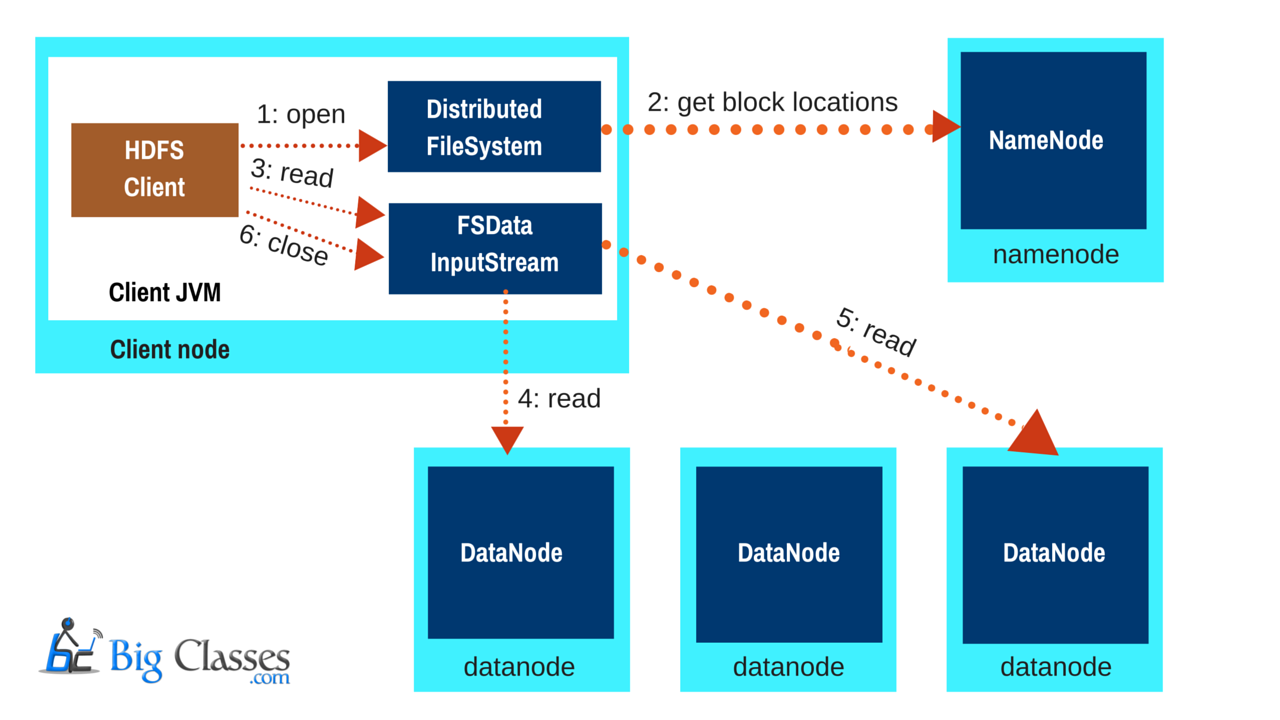 1: open
Distributed
FileSystem
2: get block locations
NameNode
namenode
HDFS
Client
3: read
6: close
FSData
InputStream
Client JVM
Client node
4: read
5: read
DataNode
datanode
DataNode
datanode
DataNode
datanode
bc Big Classes
.com